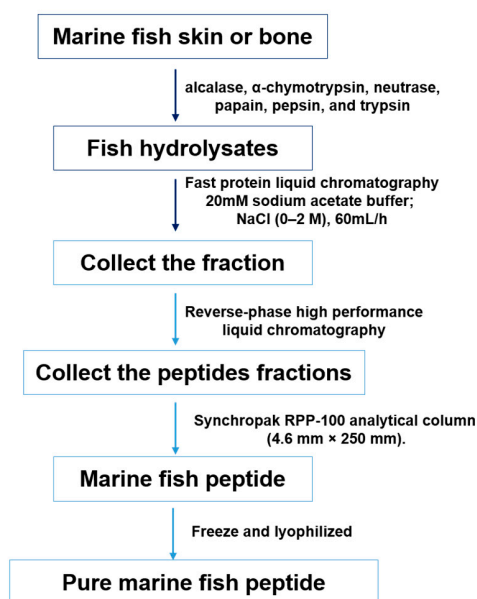 Marine fish skin or bone
alcalase, α-chymotrypsin, neutrase,
papain, pepsin, and trypsin
Fish hydrolysates
Fast protein liquid chromatography
20mM sodium acetate buffer;
NaCl (0–2 M), 60mL/h
Collect the fraction
Reverse-phase high performance
liquid chromatography
Collect the peptides fractions
Synchropak RPP-100 analytical column
(4.6 mm × 250 mm).
Marine fish peptide
Freeze and lyophilized
Pure marine fish peptide